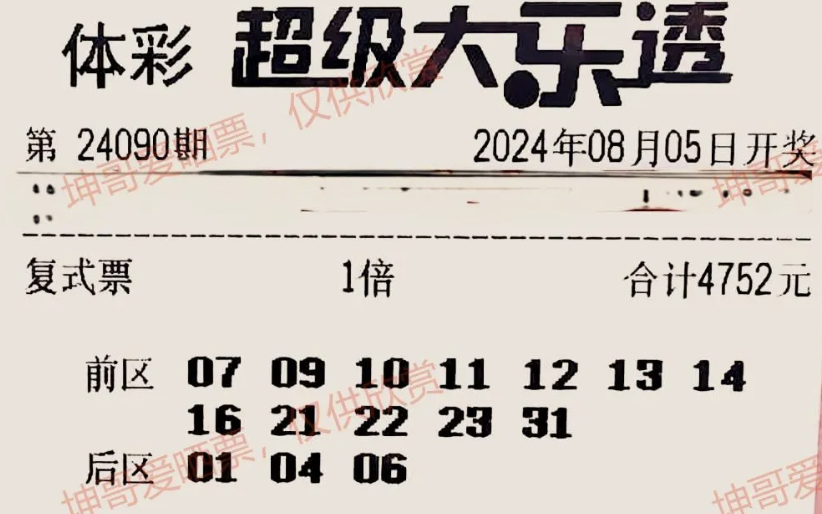 体彩 超级大乐透
第 24090期 2024年08月05日开奖
复式票 1倍 合计4752元
前区 07 09 10 11 12 13 14
16 21 22 23 31
后区 01 04 06
坤哥爱晒票，仅供欣赏
坤哥爱
坤哥爱晒票，仅供欣赏
坤哥爱